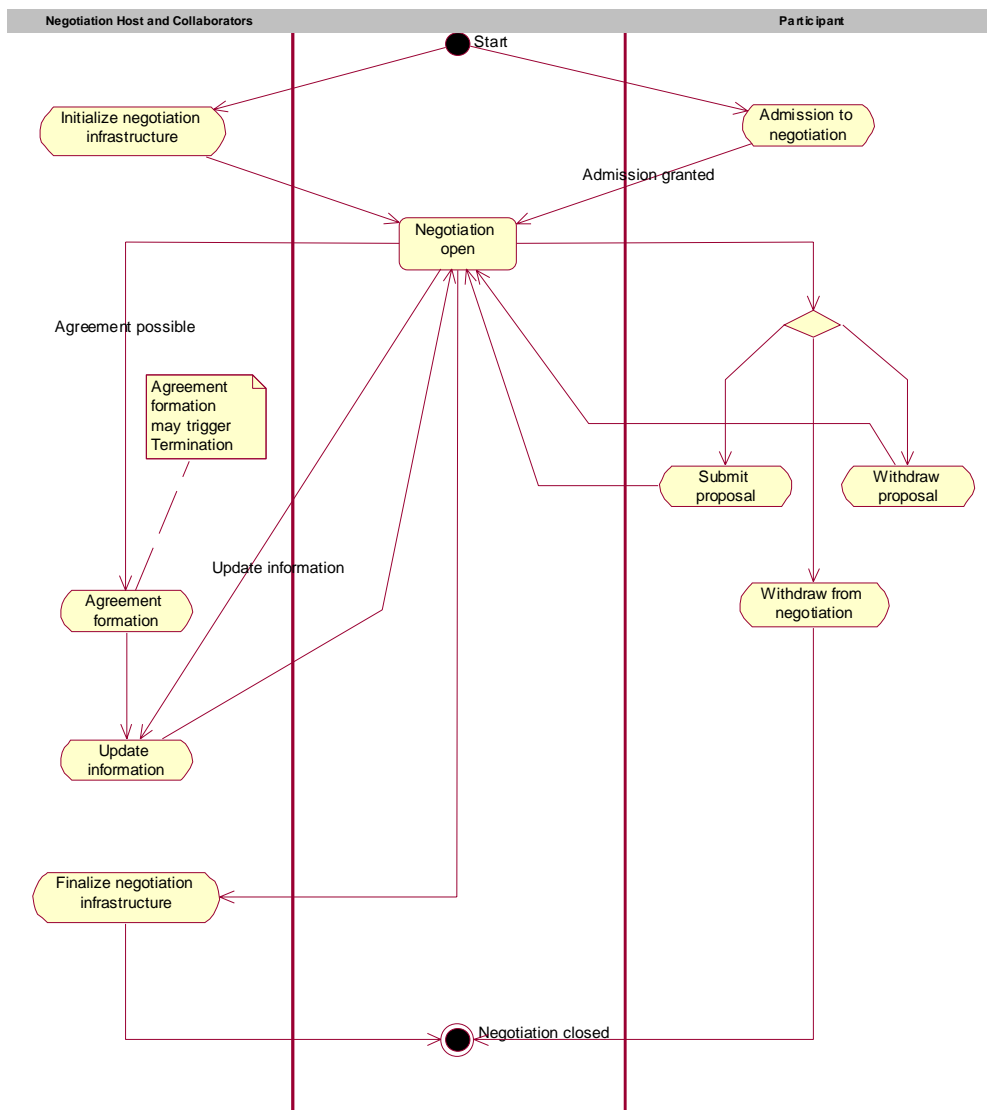 Negotiation Host and Collaborators
Participant
Start
Initialize negotiation
infrastructure
Admission to
negotiation
Admission granted
Negotiation
open
Agreement possible
Agreement
formation
may trigger
Termination
Submit
proposal
Withdraw
proposal
Update information
Agreement
formation
Withdraw from
negotiation
Update
information
Finalize negotiation
infrastructure
Negotiation closed